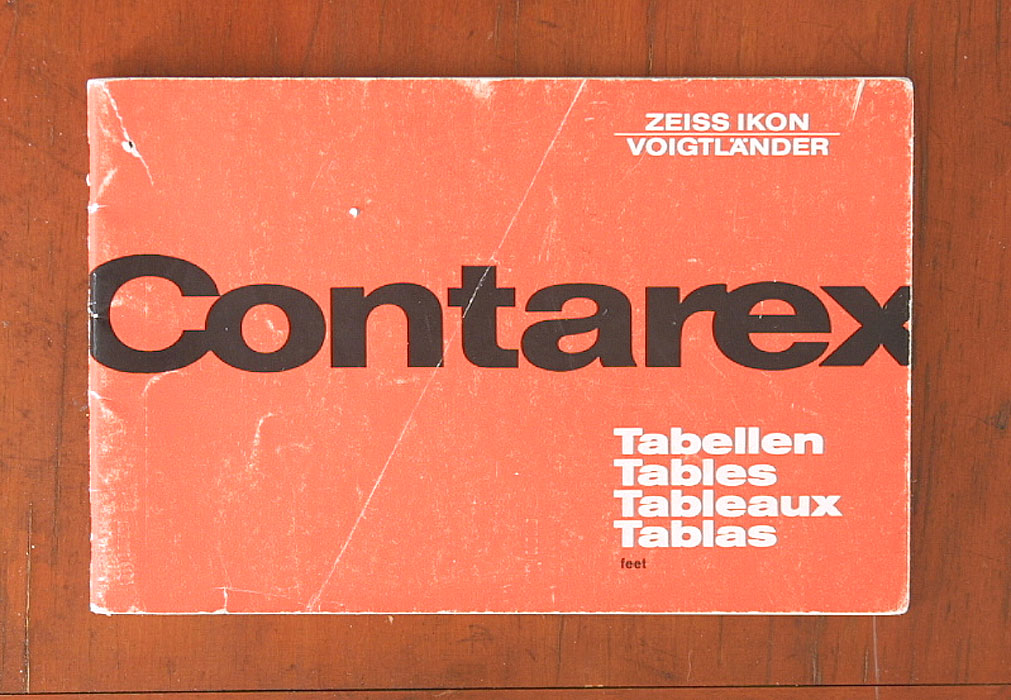 ZEISS IKON
VOIGTLÄNDER
Contarex
Tabellen
Tables
Tableaux
Tablas
feet